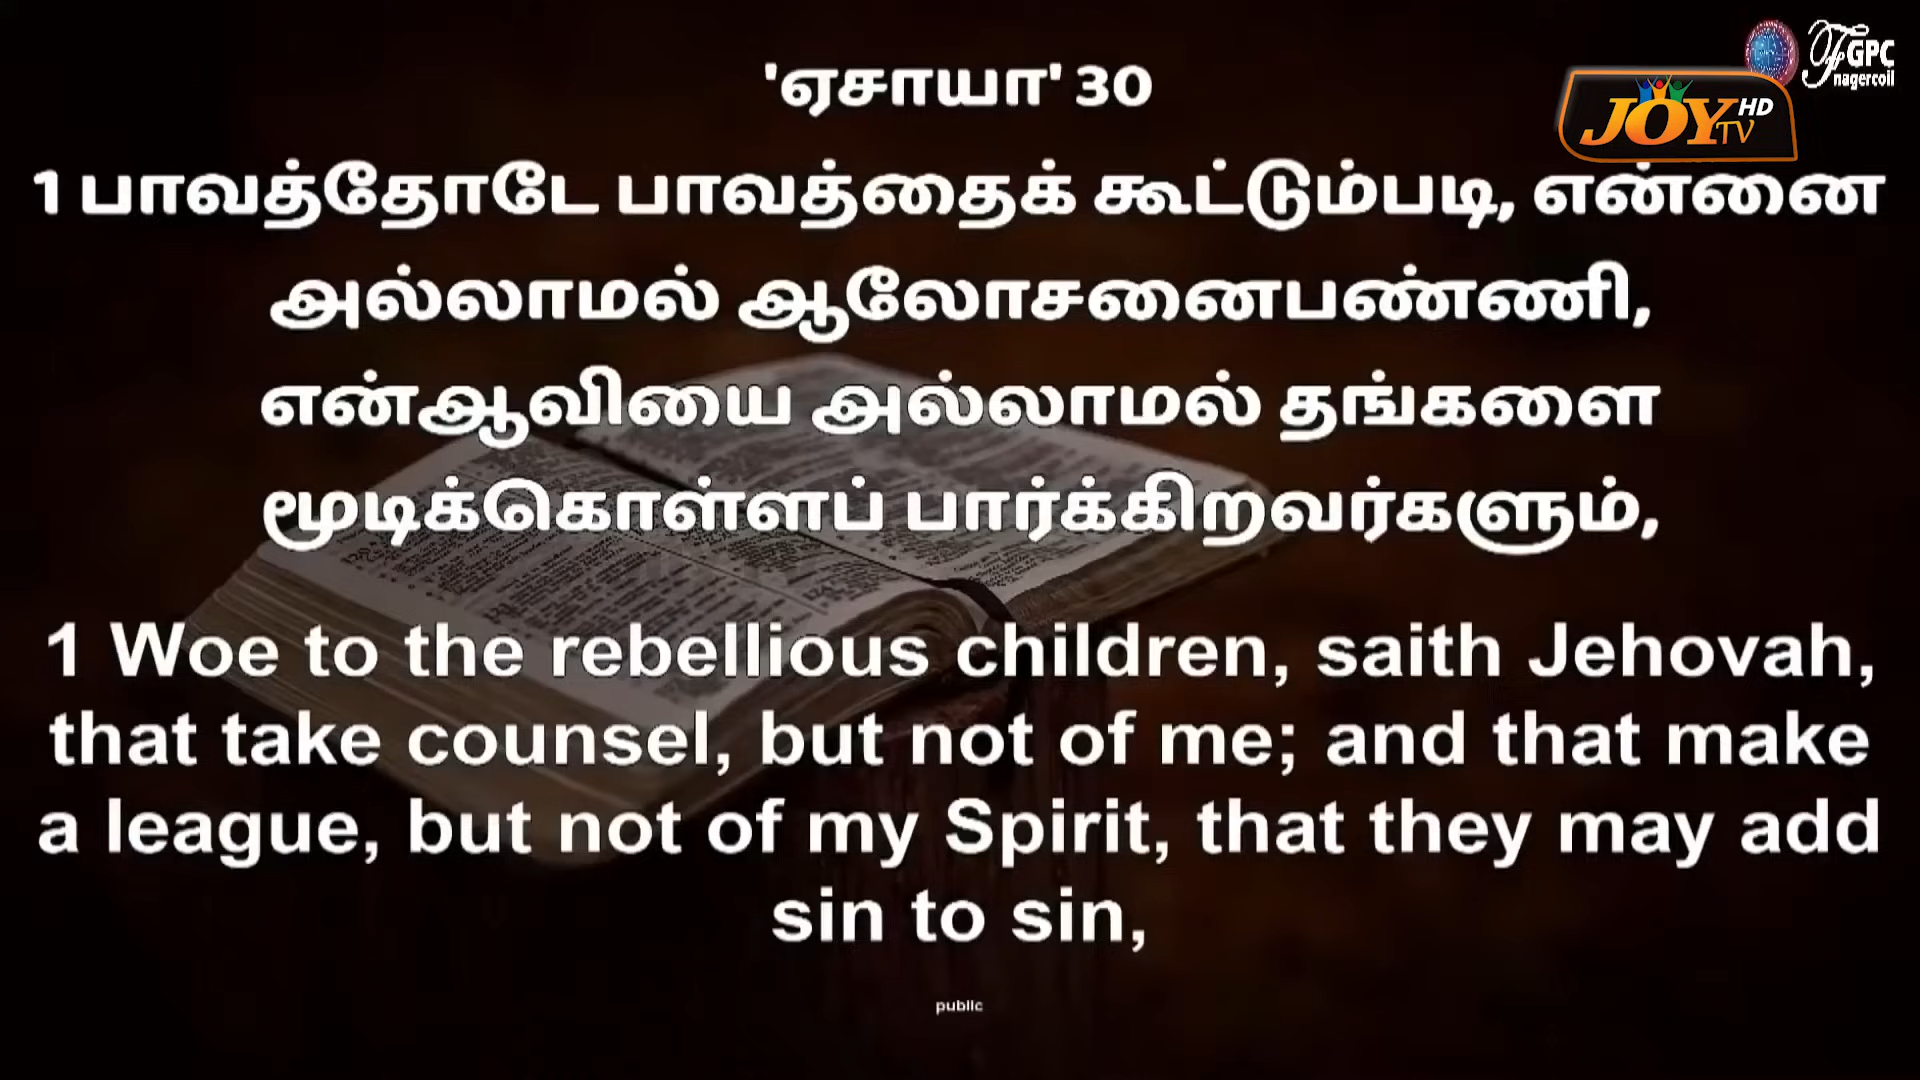 FGPC
nagercoil
JOY TV HD
'ஏசாயா' 30
1 பாவத்தோடே பாவத்தைக் கூட்டும்படி, என்னை
அல்லாமல் ஆலோசனைபண்ணி,
என்ஆவியை அல்லாமல் தங்களை
மூடிக்கொள்ளப் பார்க்கிறவர்களும்,
1 Woe to the rebellious children, saith Jehovah,
that take counsel, but not of me; and that make
a league, but not of my Spirit, that they may add
sin to sin,
public